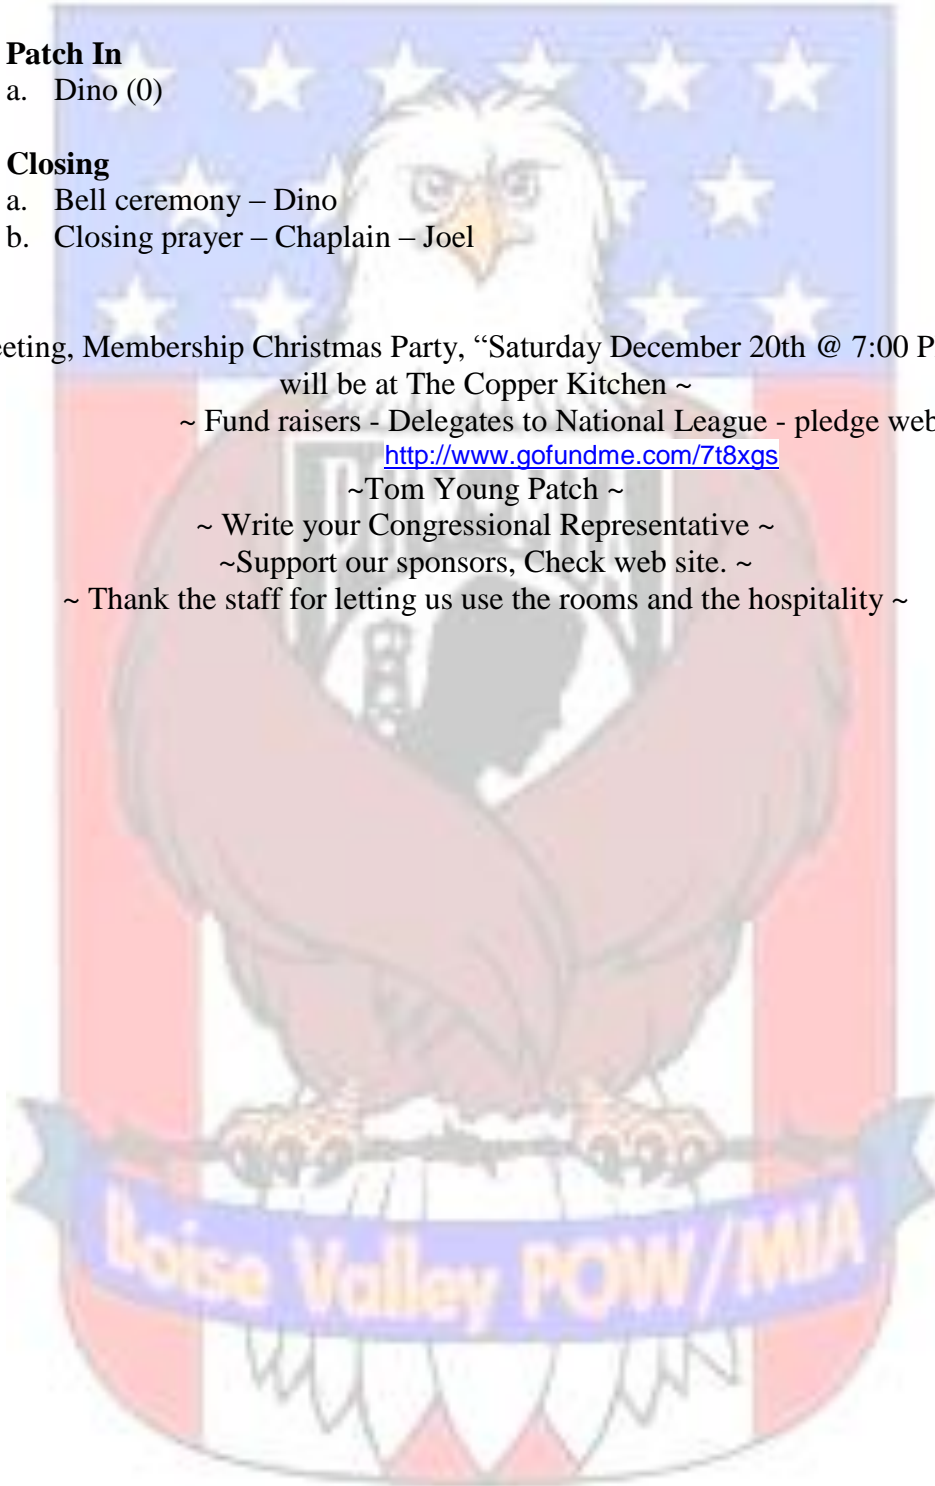 Patch In
a. Dino (0)
Closing
a. Bell ceremony – Dino
b. Closing prayer – Chaplain – Joel
eeting, Membership Christmas Party, “Saturday December 20th @ 7:00 P
will be at The Copper Kitchen ~
~ Fund raisers - Delegates to National League - pledge web
http://www.gofundme.com/7t8xgs
~Tom Young Patch ~
~ Write your Congressional Representative ~
~Support our sponsors, Check web site. ~
~ Thank the staff for letting us use the rooms and the hospitality ~
Boise Valley POW/MIA